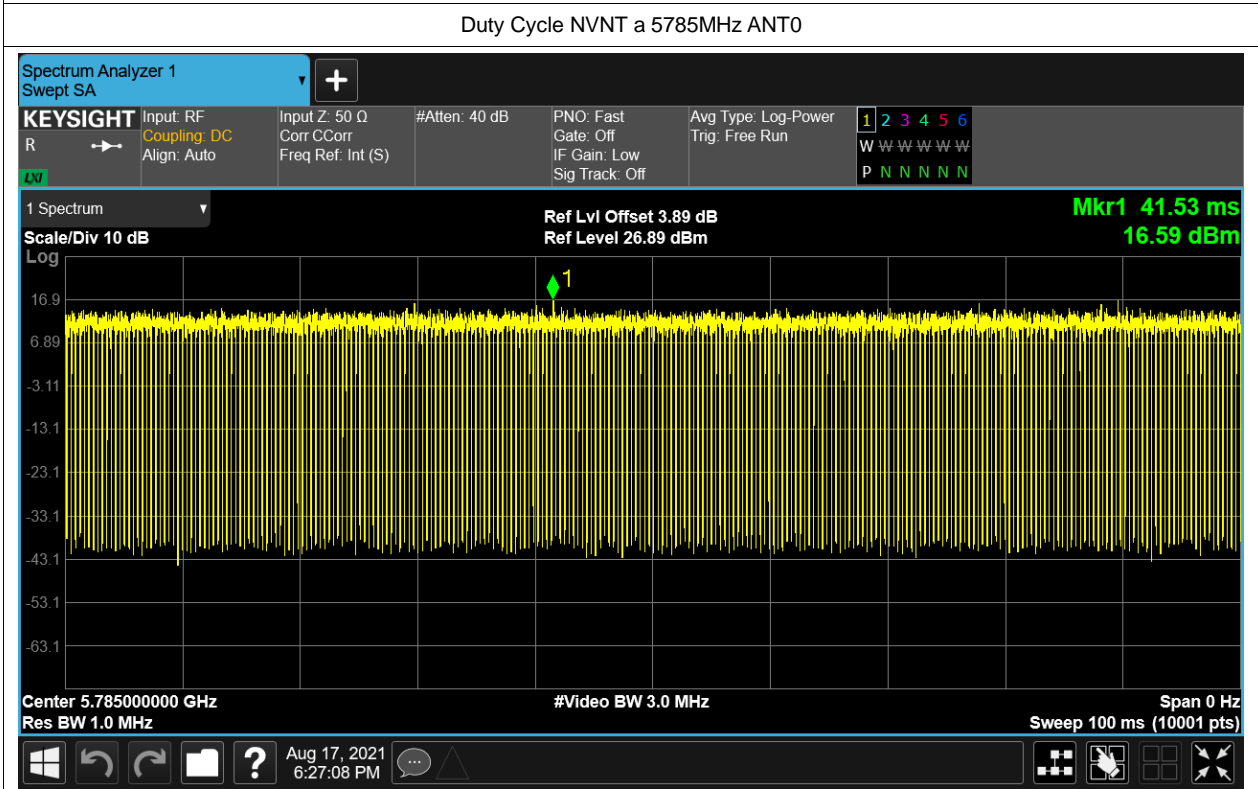 Duty Cycle NVNT a 5785MHz ANT0
Spectrum Analyzer 1
Swept SA
KEYSIGHT
R
LXI
Input: RF
Coupling: DC
Align: Auto
Input Z: 50 Ω
Corr CCorr
Freq Ref: Int (S)
#Atten: 40 dB
PNO: Fast
Gate: Off
IF Gain: Low
Sig Track: Off
Avg Type: Log-Power
Trig: Free Run
1 2 3 4 5 6
W W W W W W
P N N N N N
1 Spectrum
Scale/Div 10 dB
Log
Ref Lvl Offset 3.89 dB
Ref Level 26.89 dBm
Mkr1 41.53 ms
16.59 dBm
1
16.9
6.89
-3.11
-13.1
-23.1
-33.1
-43.1
-53.1
-63.1
Center 5.785000000 GHz
Res BW 1.0 MHz
#Video BW 3.0 MHz
Span 0 Hz
Sweep 100 ms (10001 pts)
?
Aug 17, 2021
6:27:08 PM